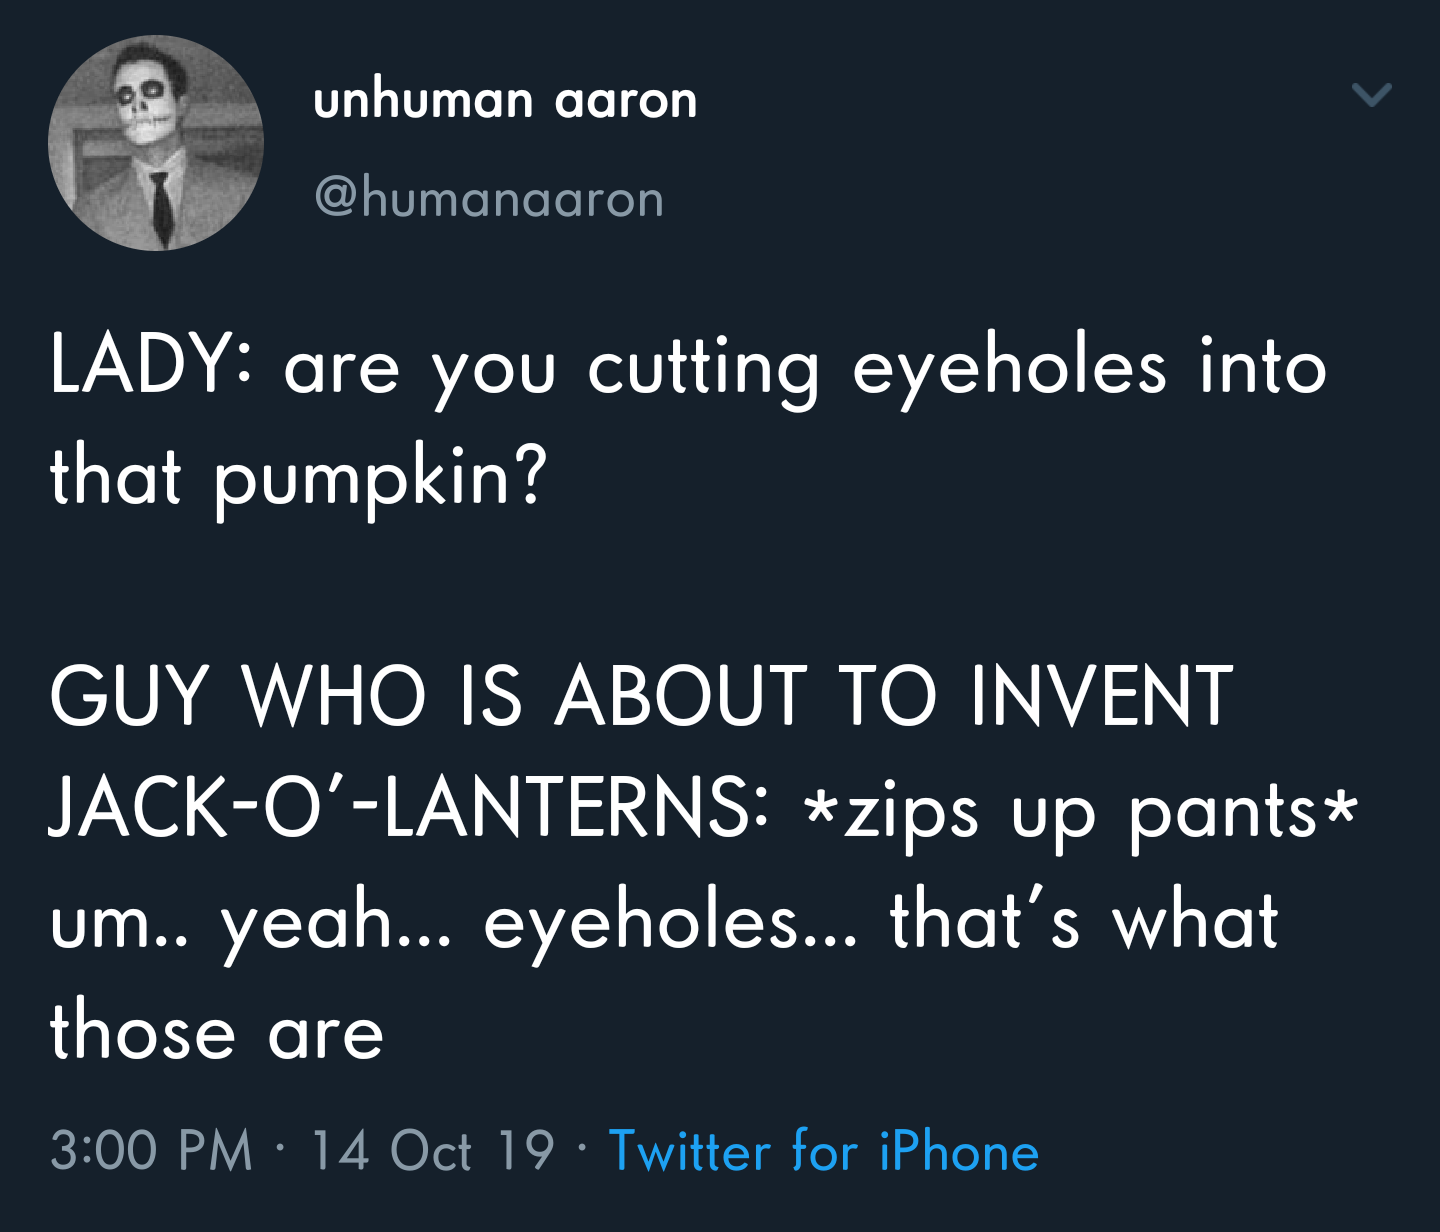 unhuman aaron
@humanaaron
LADY: are you cutting eyeholes into
that pumpkin?
GUY WHO IS ABOUT TO INVENT
JACK-O’-LANTERNS: *zips up pants*
um.. yeah... eyeholes... that’s what
those are
3:00 PM · 14 Oct 19 · Twitter for iPhone